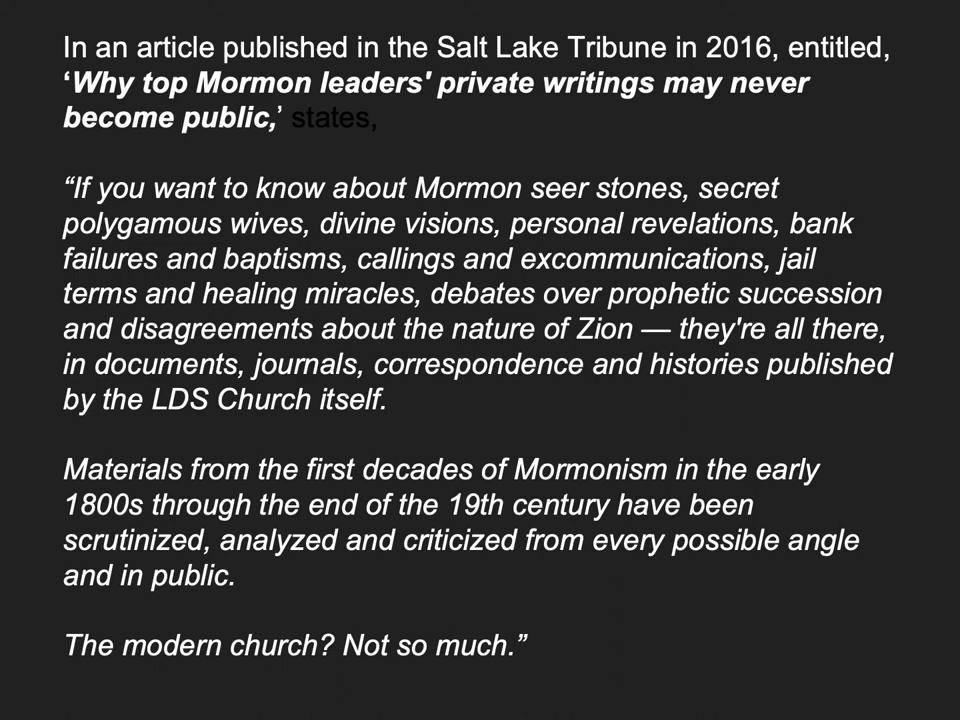 In an article published in the Salt Lake Tribune in 2016, entitled,
‘Why top Mormon leaders' private writings may never
become public,’ states,
“If you want to know about Mormon seer stones, secret
polygamous wives, divine visions, personal revelations, bank
failures and baptisms, callings and excommunications, jail
terms and healing miracles, debates over prophetic succession
and disagreements about the nature of Zion — they're all there,
in documents, journals, correspondence and histories published
by the LDS Church itself.
Materials from the first decades of Mormonism in the early
1800s through the end of the 19th century have been
scrutinized, analyzed and criticized from every possible angle
and in public.
The modern church? Not so much.”